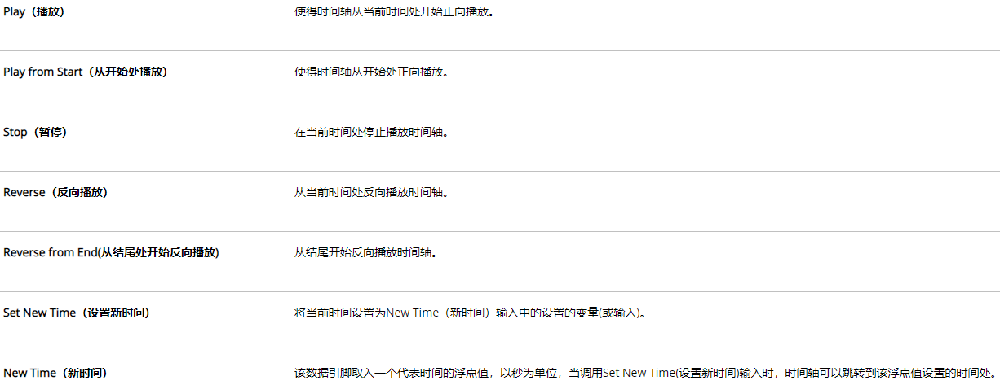 Play（播放） 使得时间轴从当前时间处开始正向播放。
Play from Start（从开始处播放） 使得时间轴从开始处正向播放。
Stop（暂停） 在当前时间处停止播放时间轴。
Reverse（反向播放） 从当前时间处反向播放时间轴。
Reverse from End(从结尾处开始反向播放) 从结尾开始反向播放时间轴。
Set New Time（设置新时间） 将当前时间设置为New Time（新时间）输入中的设置的变量(或输入)。
New Time（新时间） 该数据引脚取入一个代表时间的浮点值，以秒为单位，当调用Set New Time(设置新时间)输入时，时间轴可以跳转到该浮点值设置的时间处。